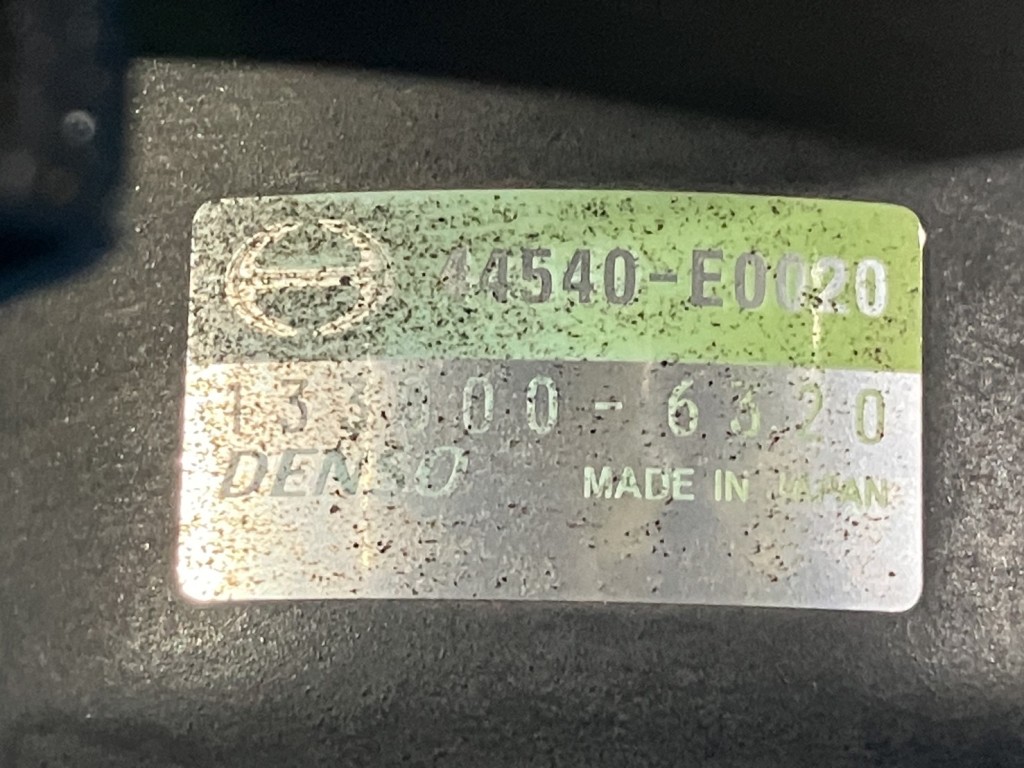 44540-E0020
133000-6320
DENSO MADE IN JAPAN